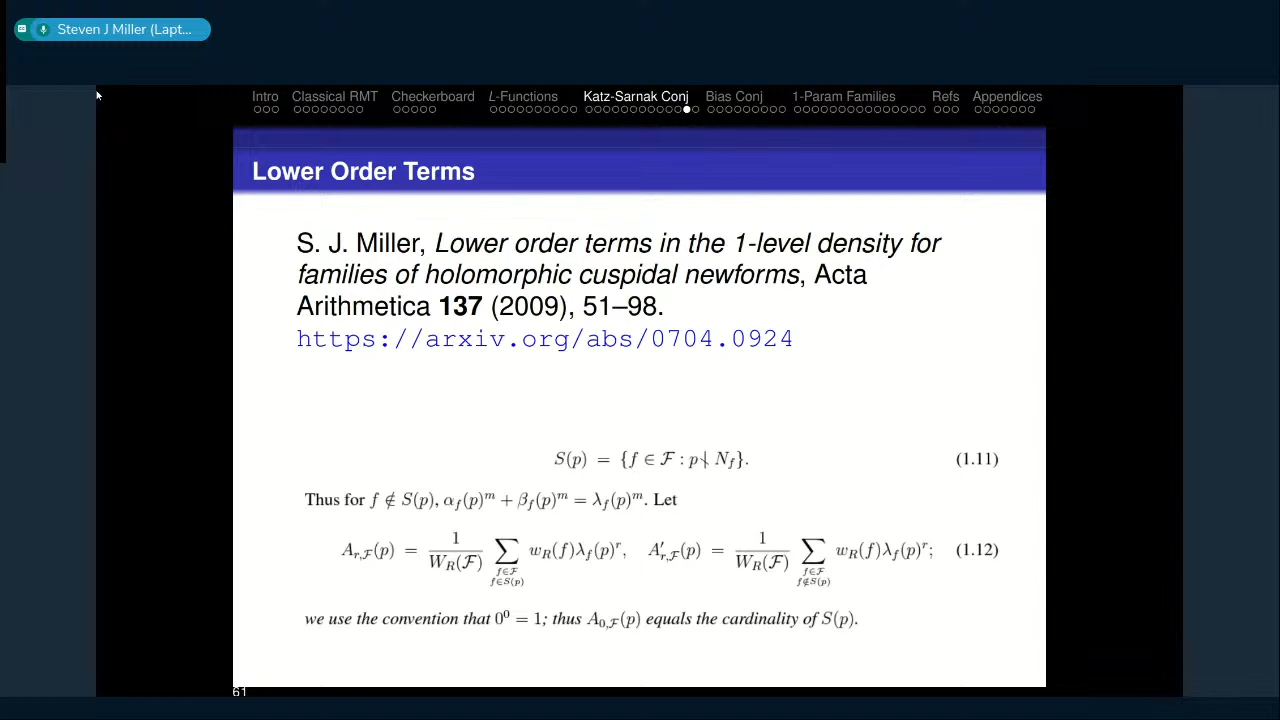 Steven J Miller (Lapt...
Intro Classical RMT Checkerboard L-Functions Katz-Sarnak Conj Bias Conj 1-Param Families Refs Appendices
Lower Order Terms
S. J. Miller, Lower order terms in the 1-level density for
families of holomorphic cuspidal newforms, Acta
Arithmetica 137 (2009), 51–98.
https://arxiv.org/abs/0704.0924
S(p) = {f ∈ ℱ : p ∤ N_f}. (1.11)
Thus for f ∉ S(p), α_f(p)^m + β_f(p)^m = λ_f(p)^m. Let
A_{r,ℱ}(p) = 1/W_R(ℱ) ∑_{f∈ℱ, f∈S(p)} w_R(f)λ_f(p)^r, A′_{r,ℱ}(p) = 1/W_R(ℱ) ∑_{f∈ℱ, f∉S(p)} w_R(f)λ_f(p)^r; (1.12)
we use the convention that 0^0 = 1; thus A_{0,ℱ}(p) equals the cardinality of S(p).
61